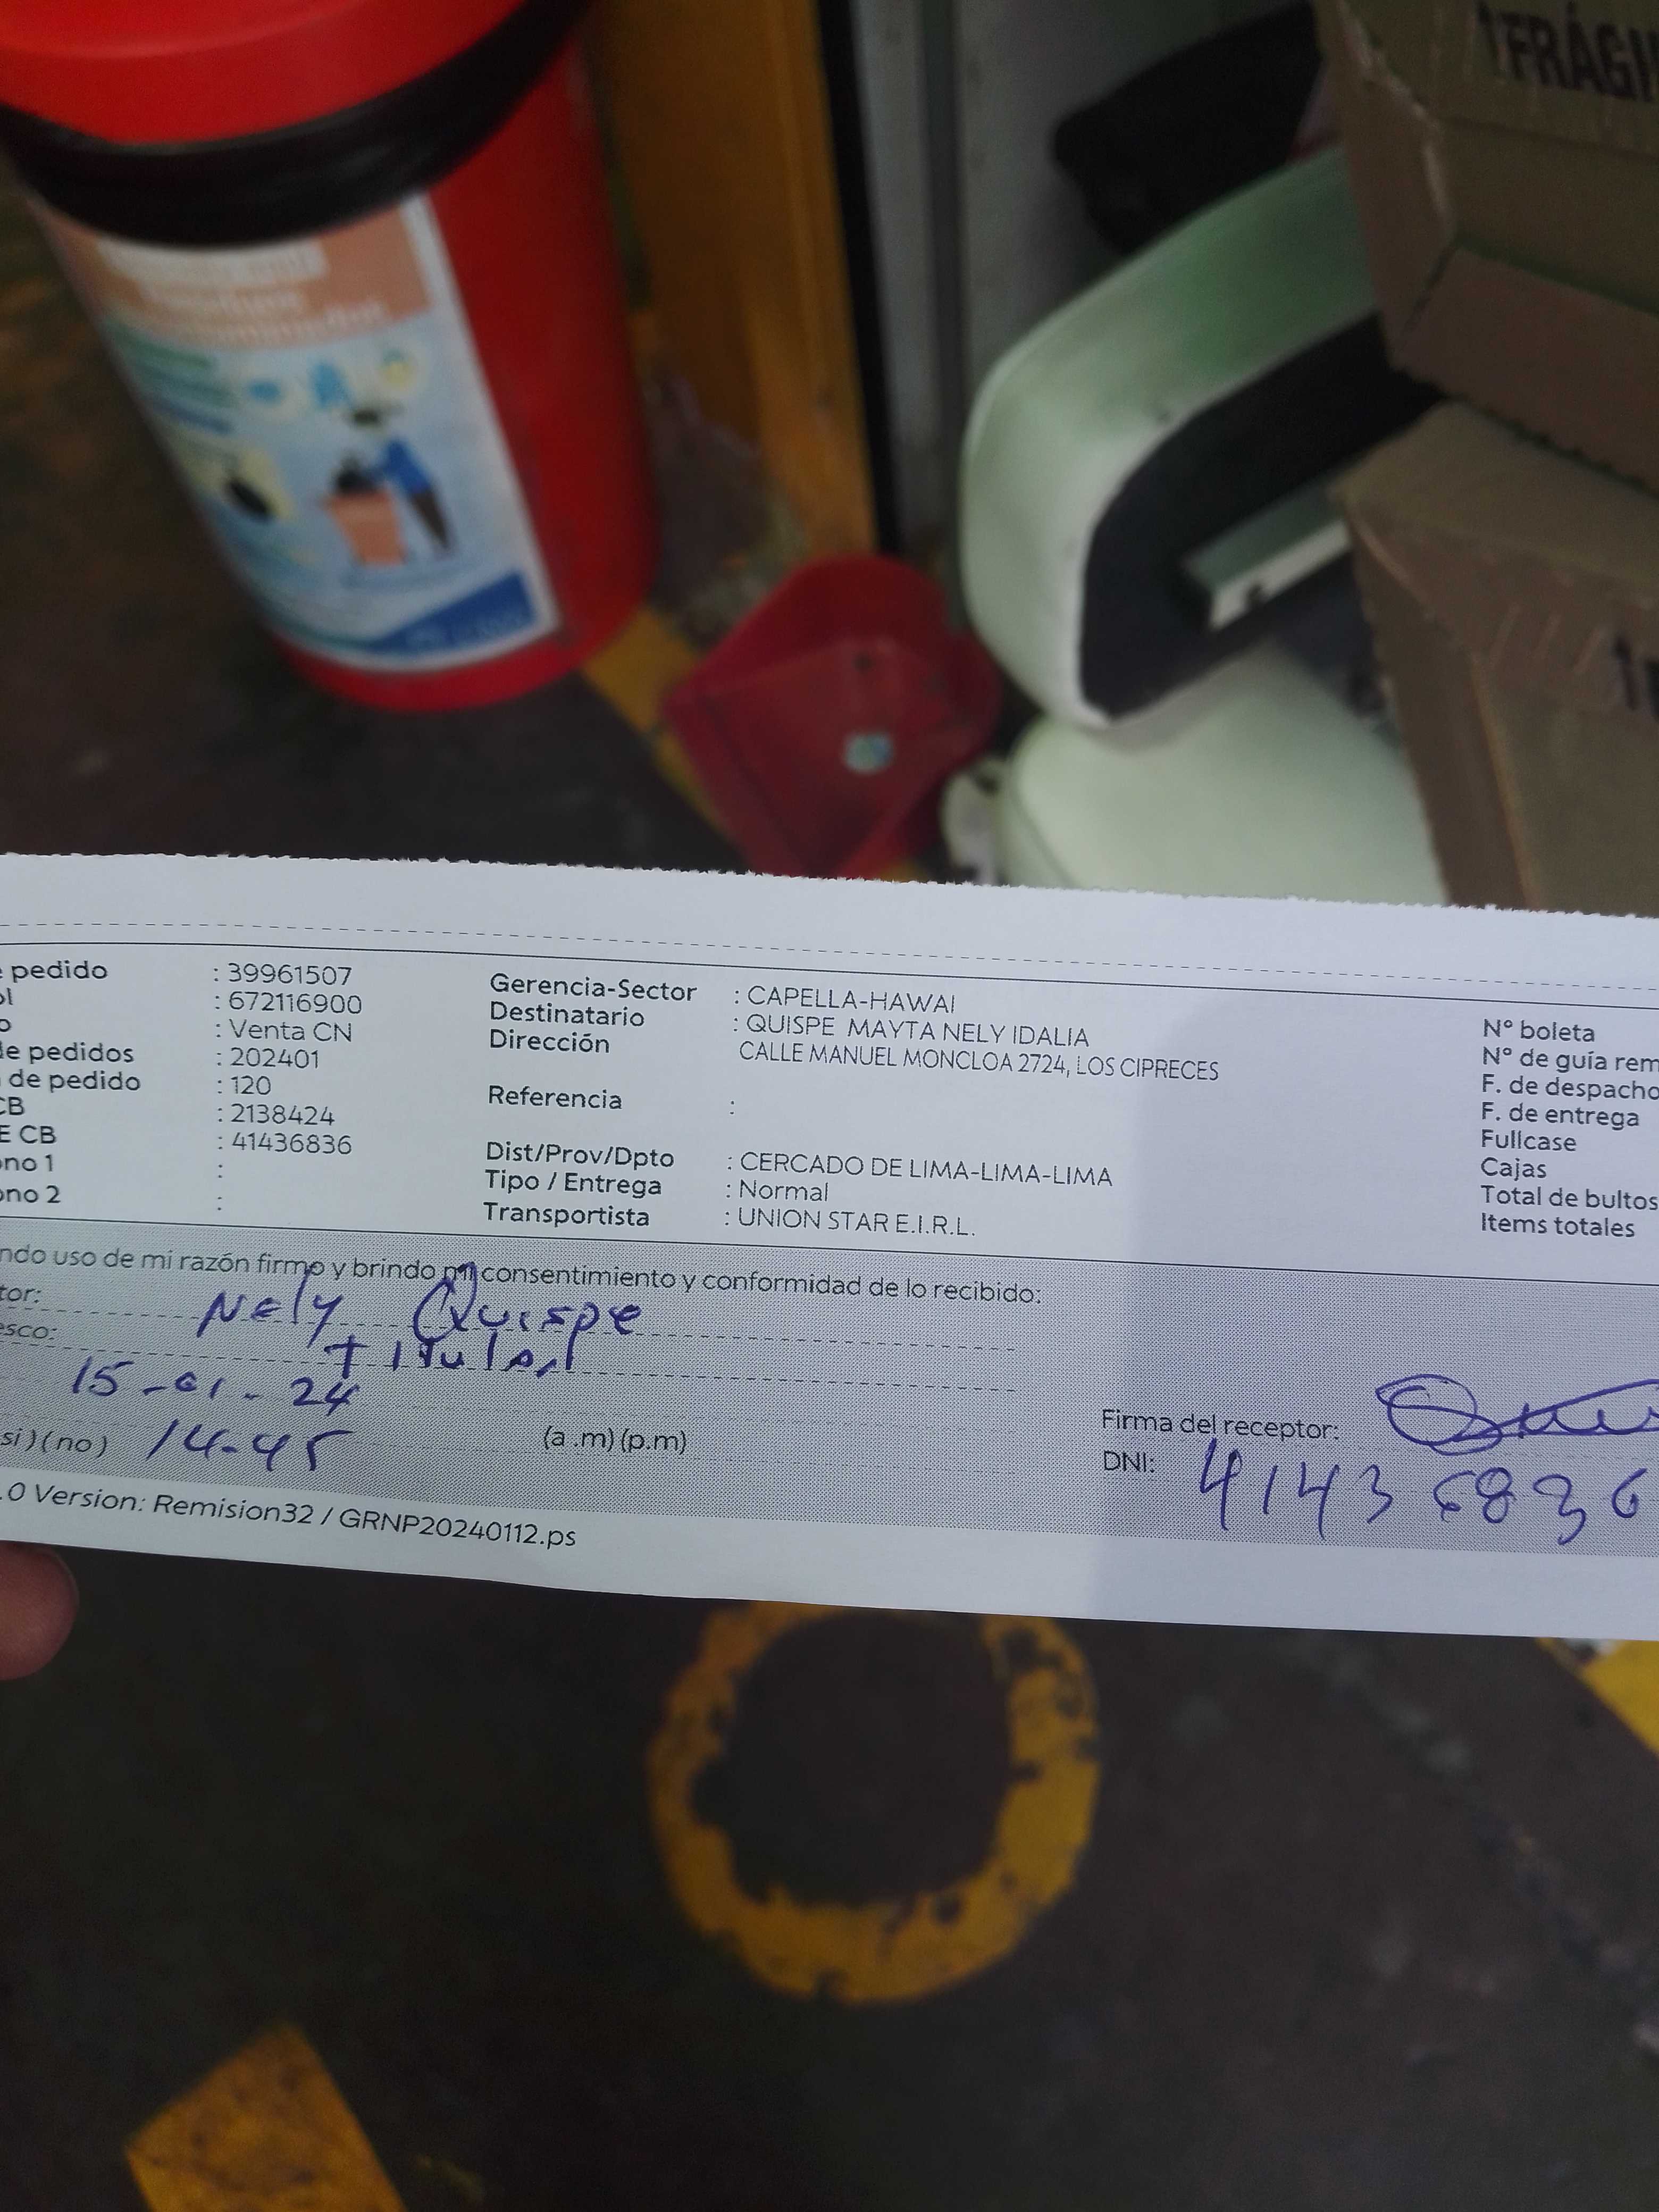 1FRÁGI
e pedido : 39961507
ol : 672116900
o : Venta CN
de pedidos : 202401
de pedido : 120
CB : 2138424
E CB : 41436836
ono 1 :
ono 2 :
Gerencia-Sector : CAPELLA-HAWAI
Destinatario : QUISPE MAYTA NELY IDALIA
Dirección CALLE MANUEL MONCLOA 2724, LOS CIPRECES
Referencia :
Dist/Prov/Dpto : CERCADO DE LIMA-LIMA-LIMA
Tipo / Entrega : Normal
Transportista : UNION STAR E.I.R.L.
N° boleta
N° de guía rem
F. de despacho
F. de entrega
Fullcase
Cajas
Total de bultos
Items totales
ndo uso de mi razón firmo y brindo mi consentimiento y conformidad de lo recibido:
tor: Nely Quispe
esco: titular
15-01-24
si)(no) 14-45 (a.m)(p.m)
Firma del receptor:
DNI: 41436836
.0 Version: Remision32 / GRNP20240112.ps